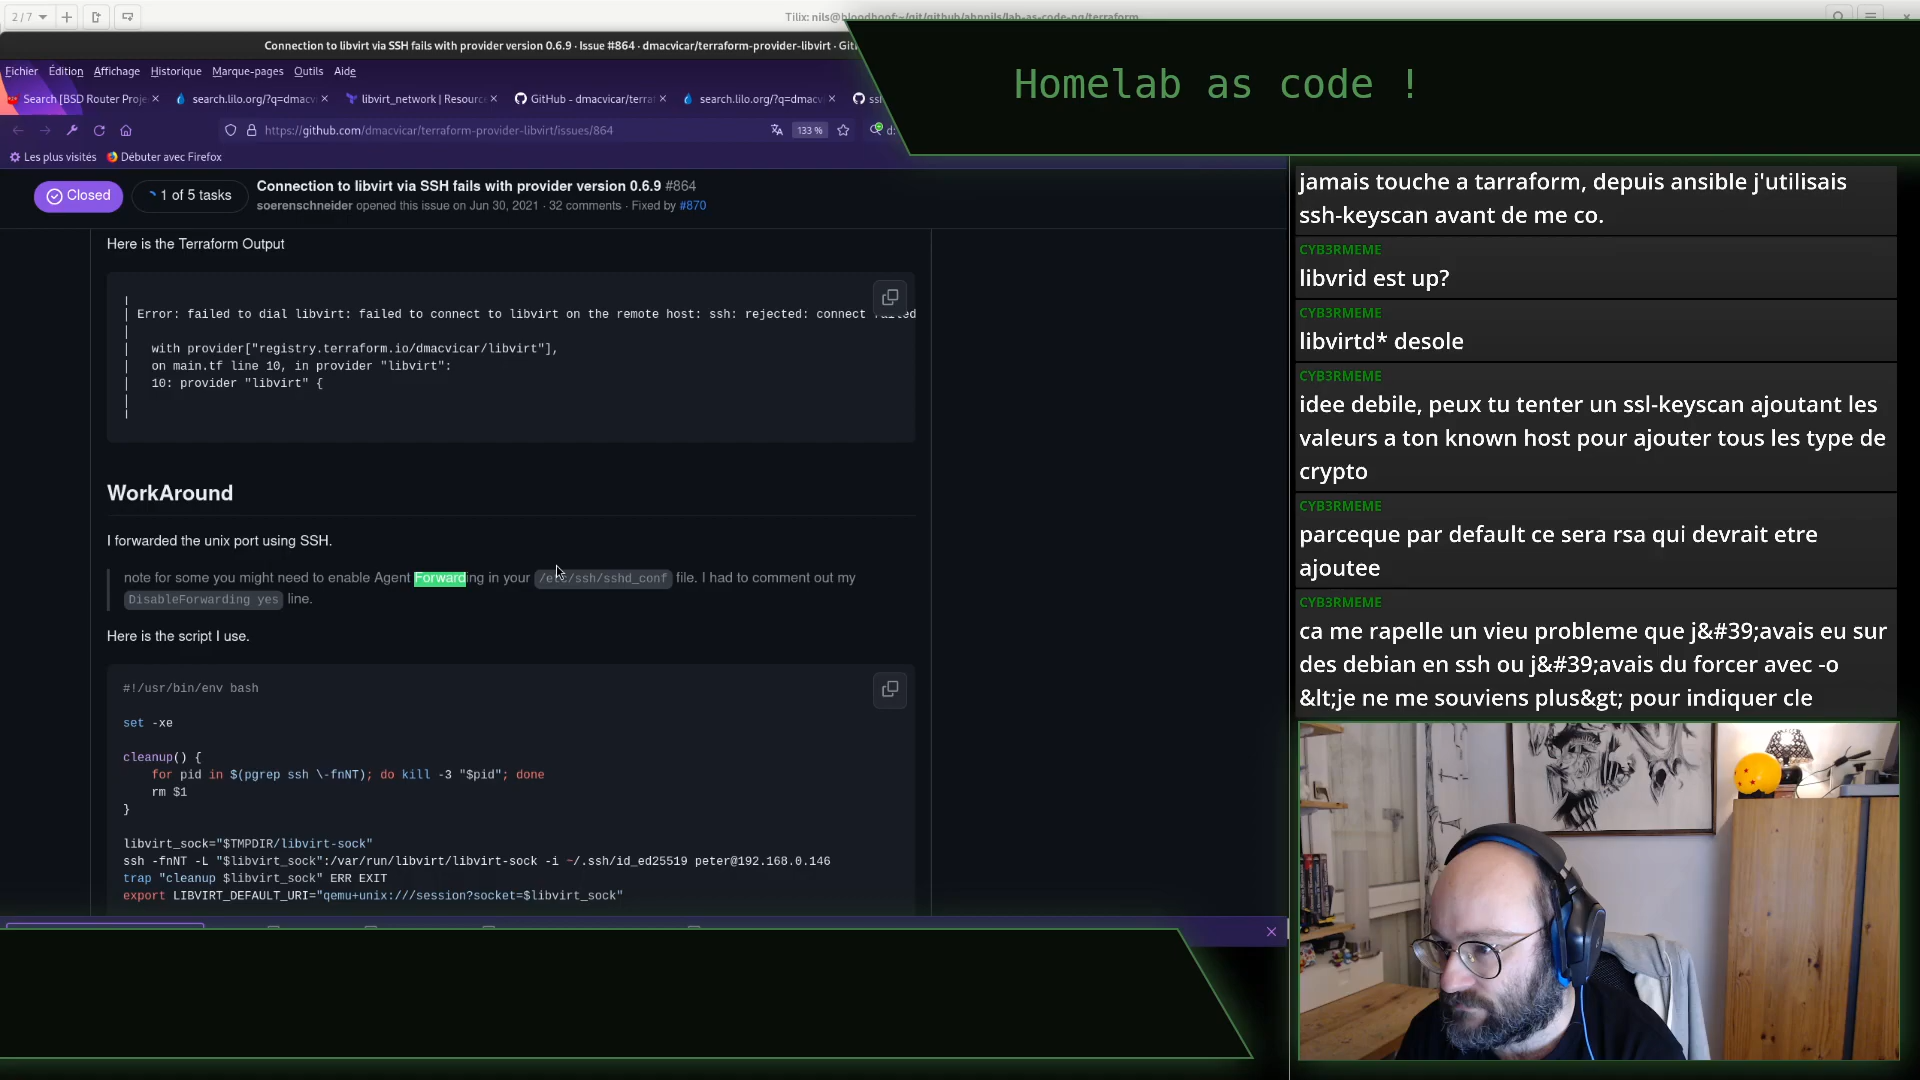 2 / 7
Tilix: nils@bloodhoof:~/git/github/ahpnils/lab-as-code-ng/terraform
Connection to libvirt via SSH fails with provider version 0.6.9 · Issue #864 · dmacvicar/terraform-provider-libvirt · Git
Homelab as code !
Fichier Édition Affichage Historique Marque-pages Outils Aide
Search [BSD Router Proje
search.lilo.org/?q=dmacv
libvirt_network | Resourc
GitHub - dmacvicar/terra
search.lilo.org/?q=dmacv
ssh
https://github.com/dmacvicar/terraform-provider-libvirt/issues/864
133 %
Les plus visités
Débuter avec Firefox
Closed
1 of 5 tasks
Connection to libvirt via SSH fails with provider version 0.6.9 #864
soerenschneider opened this issue on Jun 30, 2021 · 32 comments · Fixed by #870
Here is the Terraform Output
│ Error: failed to dial libvirt: failed to connect to libvirt on the remote host: ssh: rejected: connect failed
│   with provider["registry.terraform.io/dmacvicar/libvirt"],
│   on main.tf line 10, in provider "libvirt":
│   10: provider "libvirt" {
WorkAround
I forwarded the unix port using SSH.
note for some you might need to enable Agent Forwarding in your /etc/ssh/sshd_conf file. I had to comment out my
DisableForwarding yes line.
Here is the script I use.
#!/usr/bin/env bash
set -xe
cleanup() {
for pid in $(pgrep ssh \-fnNT); do kill -3 "$pid"; done
rm $1
}
libvirt_sock="$TMPDIR/libvirt-sock"
ssh -fnNT -L "$libvirt_sock":/var/run/libvirt/libvirt-sock -i ~/.ssh/id_ed25519 peter@192.168.0.146
trap "cleanup $libvirt_sock" ERR EXIT
export LIBVIRT_DEFAULT_URI="qemu+unix:///session?socket=$libvirt_sock"
jamais touche a tarraform, depuis ansible j'utilisais
ssh-keyscan avant de me co.
CYB3RMEME
libvrid est up?
CYB3RMEME
libvirtd* desole
CYB3RMEME
idee debile, peux tu tenter un ssl-keyscan ajoutant les
valeurs a ton known host pour ajouter tous les type de
crypto
CYB3RMEME
parceque par default ce sera rsa qui devrait etre
ajoutee
CYB3RMEME
ca me rapelle un vieu probleme que j&#39;avais eu sur
des debian en ssh ou j&#39;avais du forcer avec -o
&lt;je ne me souviens plus&gt; pour indiquer cle